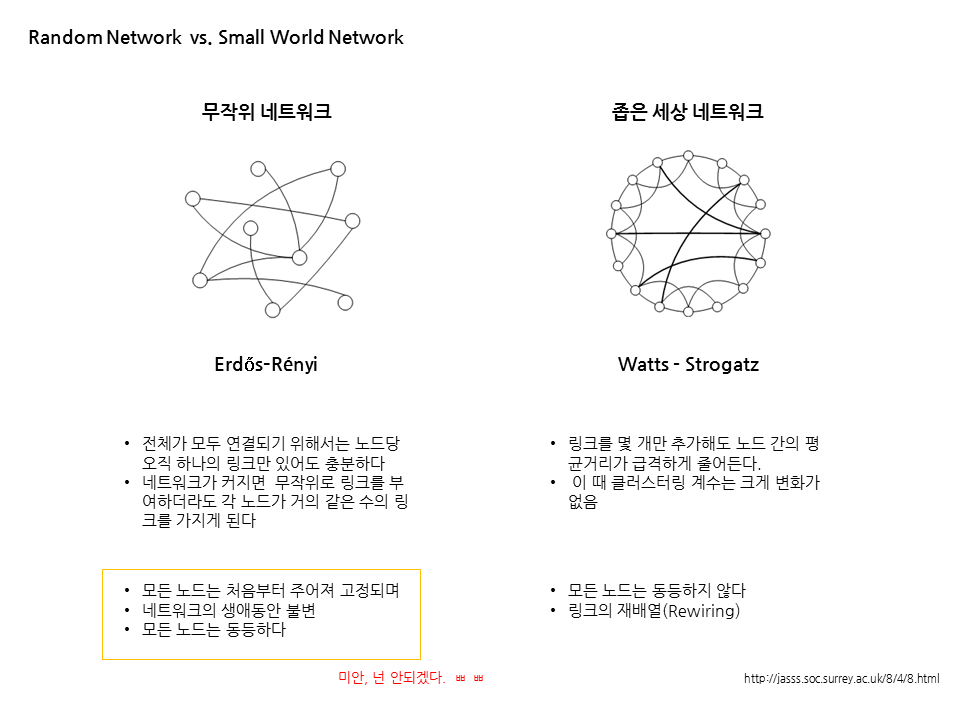 Random Network vs. Small World Network
무작위 네트워크
좁은 세상 네트워크
Erdős-Rényi
Watts - Strogatz
• 전체가 모두 연결되기 위해서는 노드당
오직 하나의 링크만 있어도 충분하다
• 네트워크가 커지면 무작위로 링크를 부
여하더라도 각 노드가 거의 같은 수의 링
크를 가지게 된다
• 링크를 몇 개만 추가해도 노드 간의 평
균거리가 급격하게 줄어든다.
• 이 때 클러스터링 계수는 크게 변화가
없음
• 모든 노드는 처음부터 주어져 고정되며
• 네트워크의 생애동안 불변
• 모든 노드는 동등하다
• 모든 노드는 동등하지 않다
• 링크의 재배열(Rewiring)
미안, 넌 안되겠다. ㅃ ㅃ
http://jasss.soc.surrey.ac.uk/8/4/8.html